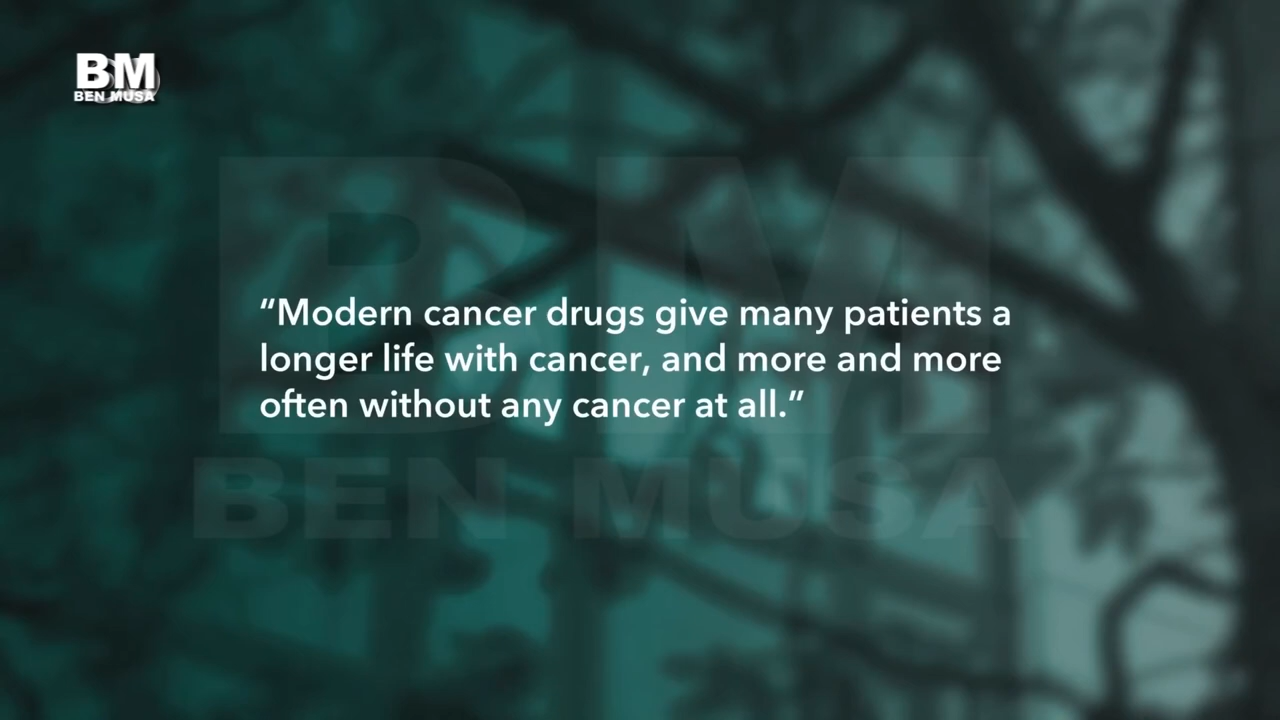 BM
BEN MUSA
“Modern cancer drugs give many patients a
longer life with cancer, and more and more
often without any cancer at all.”
BM
BEN MUSA